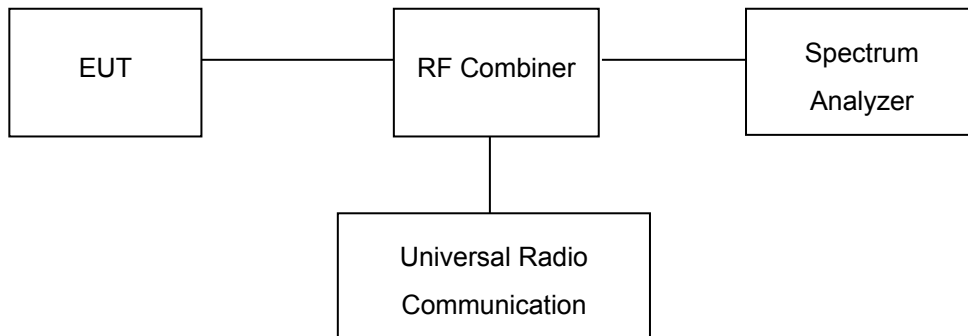 EUT
RF Combiner
Spectrum
Analyzer
Universal Radio
Communication